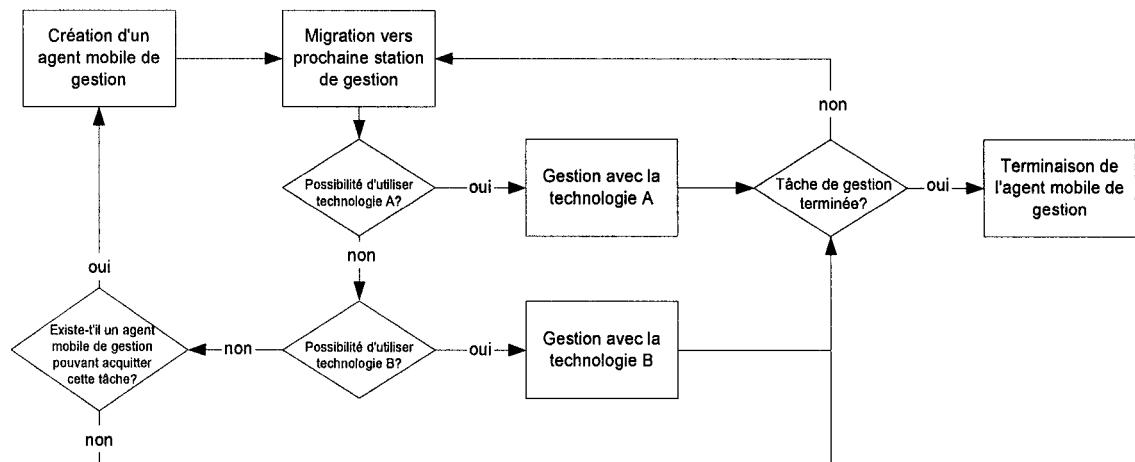 Création d'un
agent mobile de
gestion
Migration vers
prochaine station
de gestion
non
Possibilité d'utiliser
technologie A?
oui
Gestion avec la
technologie A
Tâche de gestion
terminée?
oui
Terminaison de
l'agent mobile de
gestion
non
oui
Existe-t'il un agent
mobile de gestion
pouvant acquitter
cette tâche?
non
Possibilité d'utiliser
technologie B?
oui
Gestion avec la
technologie B
non